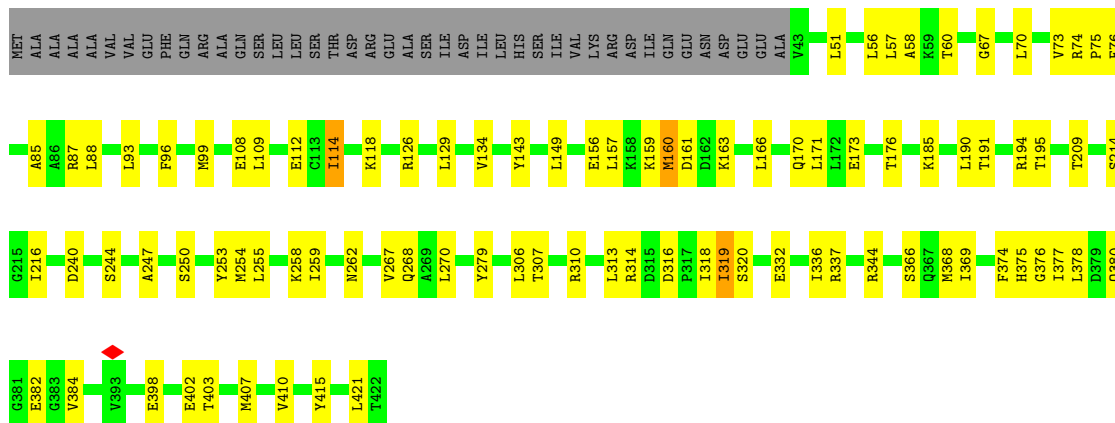 MET ALA ALA ALA ALA VAL VAL GLU PHE GLN ARG ALA GLN SER LEU LEU SER THR ASP ARG GLU ALA SER ILE ASP ILE LEU HIS SER ILE VAL LYS ARG ASP ILE GLN GLU ASN ASP GLU GLU ALA V43 L51 L56 L57 A58 K59 T60 G67 L70 V73 R74 P75
A85 A86 R87 L88 L93 F96 M99 E108 L109 E112 C113 I114 K118 R126 L129 V134 Y143 L149 E156 L157 K158 K159 M160 D161 D162 K163 L166 Q170 L171 L172 E173 T176 K185 L190 T191 R194 T195 T209 S214
G215 I216 D240 S244 A247 S250 Y253 M254 L255 K258 I259 N262 V267 Q268 A269 L270 Y279 L306 T307 R310 L313 R314 D315 D316 P317 I318 I319 S320 E332 I336 R337 R344 S366 Q367 M368 I369 F374 H375 G376 I377 L378 D379
G381 E382 G383 V384 V393 E398 E402 T403 M407 V410 Y415 L421 T422